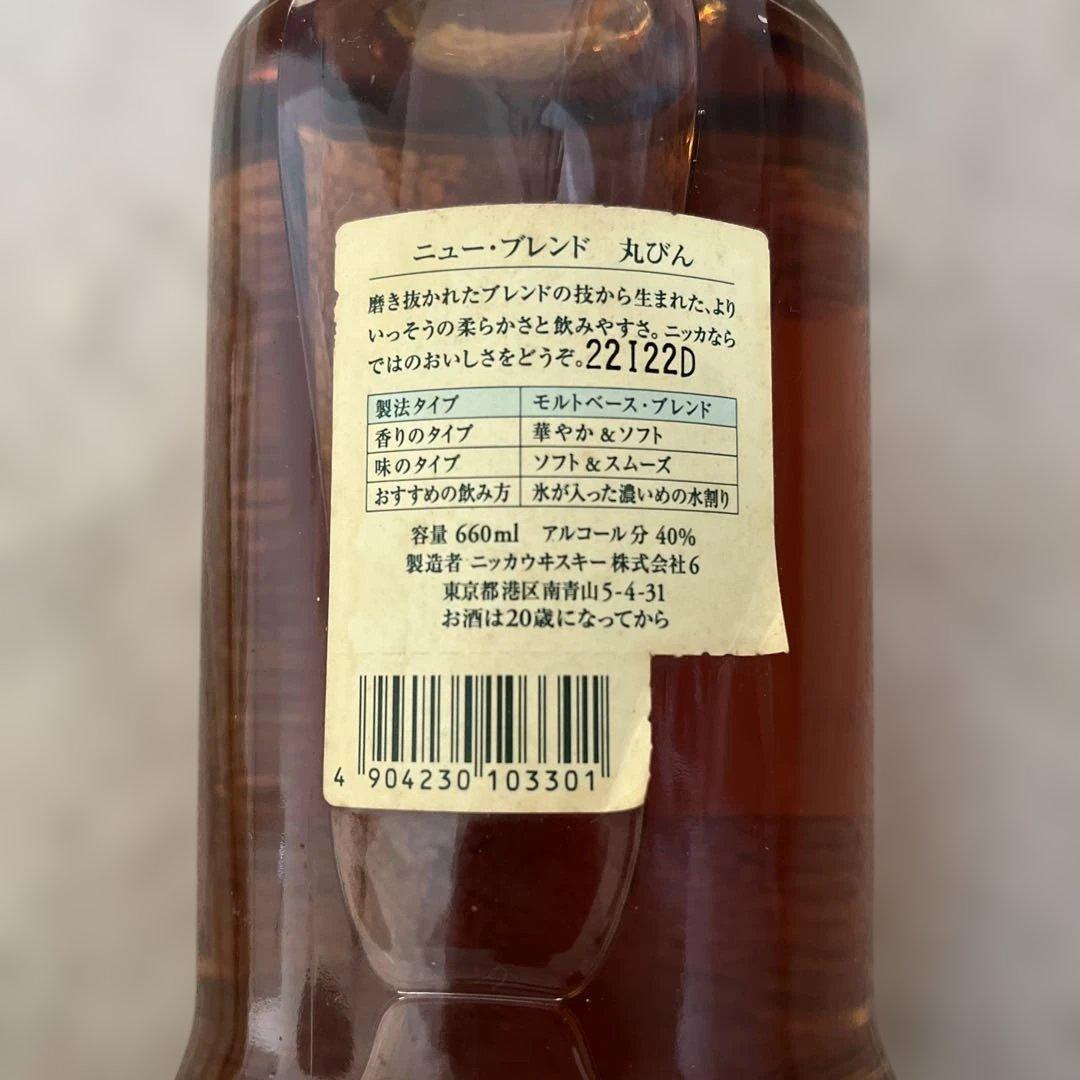 ニュー・ブレンド 丸びん
磨き抜かれたブレンドの技から生まれた、より
いっそうの柔らかさと飲みやすさ。ニッカなら
ではのおいしさをどうぞ。22I22D
製法タイプ モルトベース・ブレンド
香りのタイプ 華やか&ソフト
味のタイプ ソフト&スムーズ
おすすめの飲み方 氷が入った濃いめの水割り
容量 660ml アルコール分 40%
製造者 ニッカウヰスキー株式会社6
東京都港区南青山5-4-31
お酒は20歳になってから
4 904230 103301